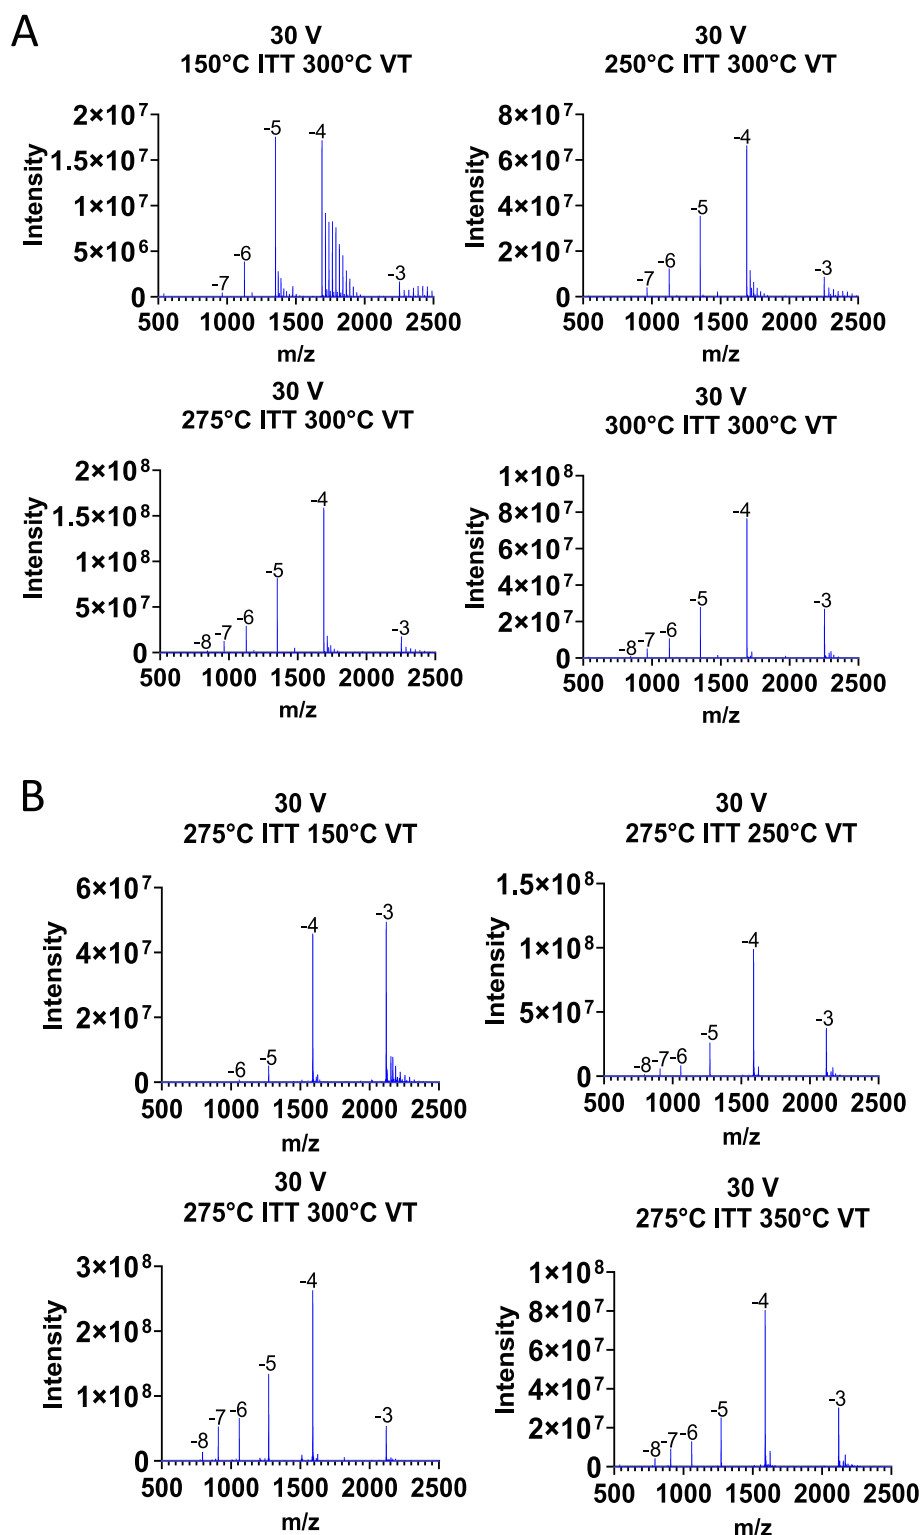 A
30 V
150°C ITT 300°C VT
Intensity
2×10⁷
1.5×10⁷
1×10⁷
5×10⁶
0
-7
-6
-5
-4
-3
500 1000 1500 2000 2500
m/z
30 V
250°C ITT 300°C VT
Intensity
8×10⁷
6×10⁷
4×10⁷
2×10⁷
0
-7
-6
-5
-4
-3
500 1000 1500 2000 2500
m/z
30 V
275°C ITT 300°C VT
Intensity
2×10⁸
1.5×10⁸
1×10⁸
5×10⁷
0
-8
-7
-6
-5
-4
-3
500 1000 1500 2000 2500
m/z
30 V
300°C ITT 300°C VT
Intensity
1×10⁸
8×10⁷
6×10⁷
4×10⁷
2×10⁷
0
-8
-7
-6
-5
-4
-3
500 1000 1500 2000 2500
m/z
B
30 V
275°C ITT 150°C VT
Intensity
6×10⁷
4×10⁷
2×10⁷
0
-6
-5
-4
-3
500 1000 1500 2000 2500
m/z
30 V
275°C ITT 250°C VT
Intensity
1.5×10⁸
1×10⁸
5×10⁷
0
-8
-7
-6
-5
-4
-3
500 1000 1500 2000 2500
m/z
30 V
275°C ITT 300°C VT
Intensity
3×10⁸
2×10⁸
1×10⁸
0
-8
-7
-6
-5
-4
-3
500 1000 1500 2000 2500
m/z
30 V
275°C ITT 350°C VT
Intensity
1×10⁸
8×10⁷
6×10⁷
4×10⁷
2×10⁷
0
-8
-7
-6
-5
-4
-3
500 1000 1500 2000 2500
m/z